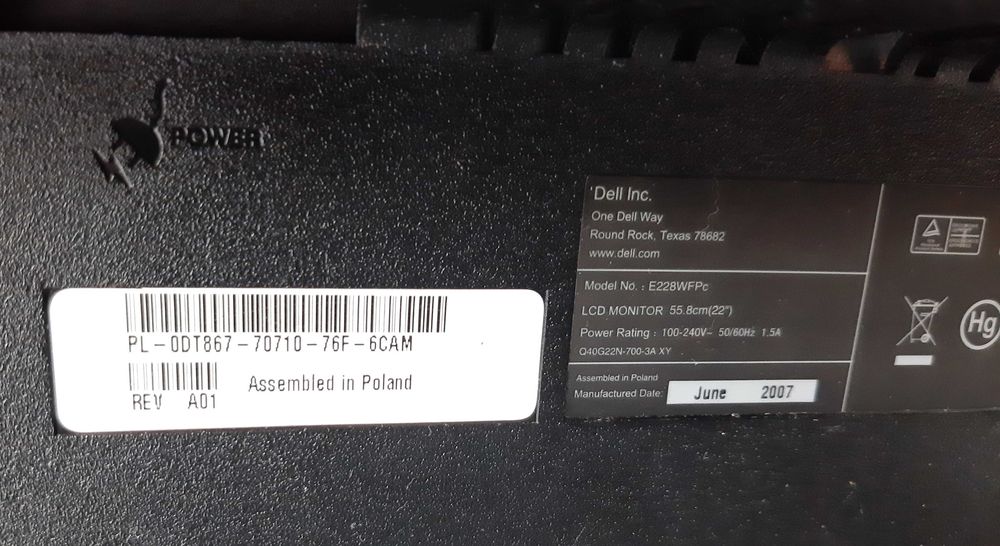 POWER
PL-0DT867-70710-76F-6CAM
REV A01
Assembled in Poland
Dell Inc.
One Dell Way
Round Rock, Texas 78682
www.dell.com
Model No. : E228WFPc
LCD MONITOR 55.8cm(22")
Power Rating : 100-240V~ 50/60Hz 1.5A
Q40G22N-700-3A XY
Assembled in Poland
Manufactured Date: June 2007
Hg